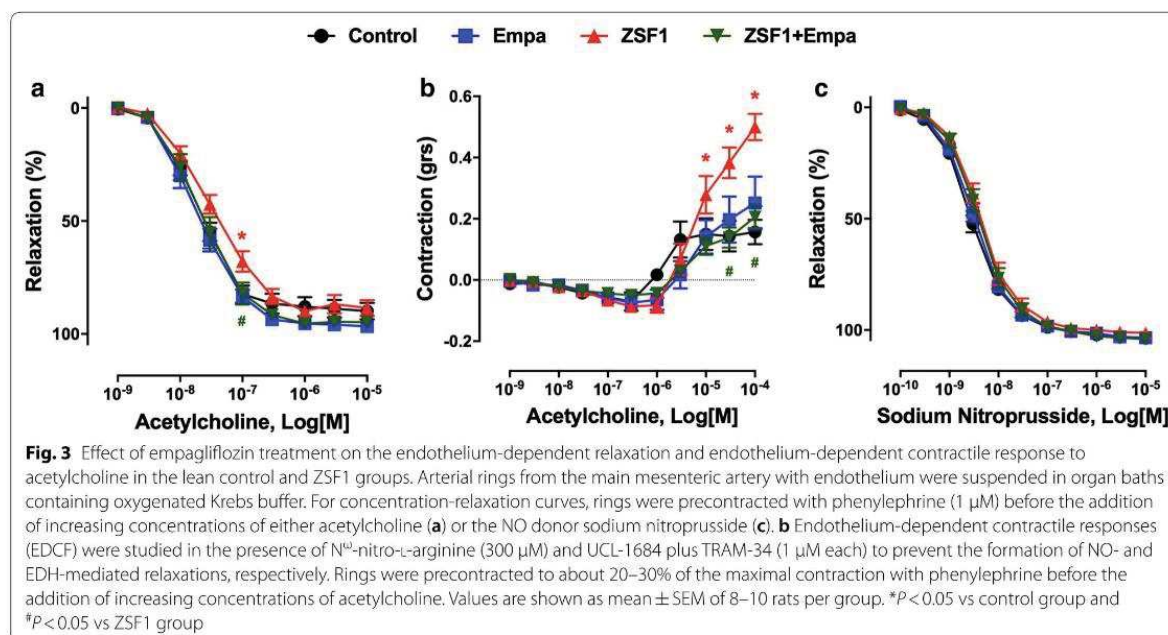 Control Empa ZSF1 ZSF1+Empa
a
0
50
100
Relaxation (%)
10-9 10-8 10-7 10-6 10-5
Acetylcholine, Log[M]
*
#
b
0.6
0.4
0.2
0.0
-0.2
Contraction (grs)
10-9 10-8 10-7 10-6 10-5 10-4
Acetylcholine, Log[M]
* * *
# #
c
0
50
100
Relaxation (%)
10-10 10-9 10-8 10-7 10-6 10-5
Sodium Nitroprusside, Log[M]
Fig. 3 Effect of empagliflozin treatment on the endothelium-dependent relaxation and endothelium-dependent contractile response to
acetylcholine in the lean control and ZSF1 groups. Arterial rings from the main mesenteric artery with endothelium were suspended in organ baths
containing oxygenated Krebs buffer. For concentration-relaxation curves, rings were precontracted with phenylephrine (1 µM) before the addition
of increasing concentrations of either acetylcholine (a) or the NO donor sodium nitroprusside (c). b Endothelium-dependent contractile responses
(EDCF) were studied in the presence of Nω-nitro-L-arginine (300 µM) and UCL-1684 plus TRAM-34 (1 µM each) to prevent the formation of NO- and
EDH-mediated relaxations, respectively. Rings were precontracted to about 20–30% of the maximal contraction with phenylephrine before the
addition of increasing concentrations of acetylcholine. Values are shown as mean ± SEM of 8–10 rats per group. *P < 0.05 vs control group and
#P < 0.05 vs ZSF1 group